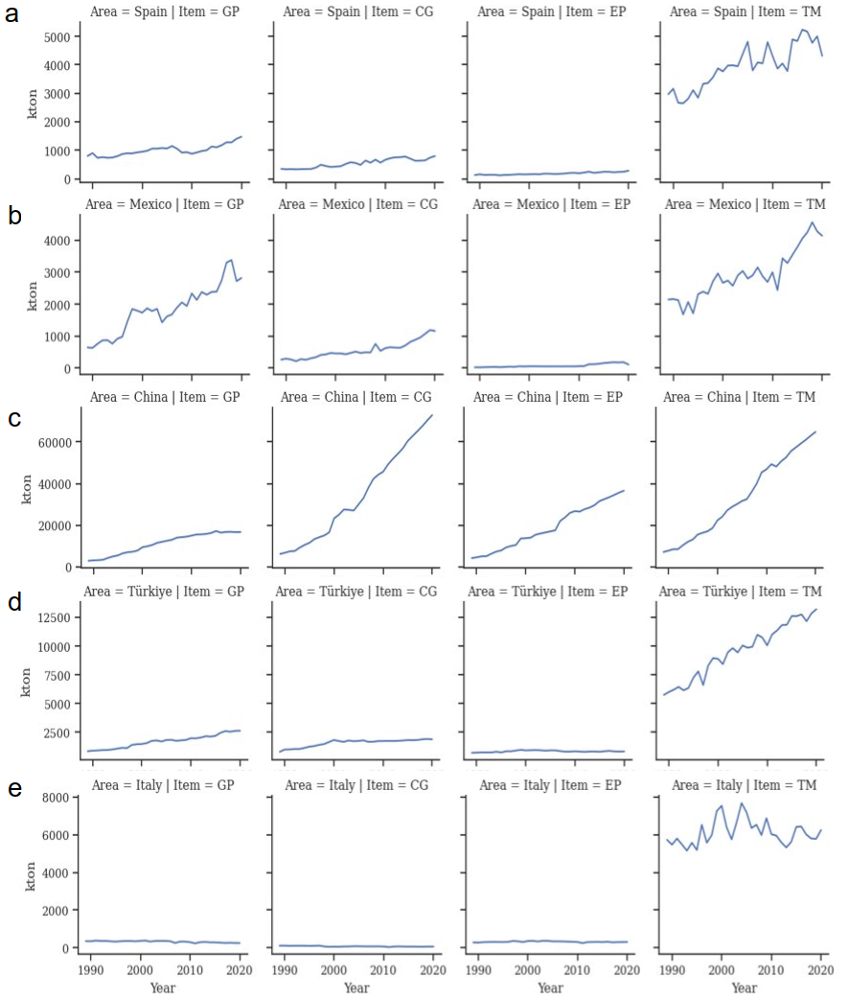 a
Area = Spain | Item = GP
Area = Spain | Item = CG
Area = Spain | Item = EP
Area = Spain | Item = TM
5000
4000
3000
2000
1000
0
kton
b
Area = Mexico | Item = GP
Area = Mexico | Item = CG
Area = Mexico | Item = EP
Area = Mexico | Item = TM
4000
3000
2000
1000
0
kton
c
Area = China | Item = GP
Area = China | Item = CG
Area = China | Item = EP
Area = China | Item = TM
60000
40000
20000
0
kton
d
Area = Türkiye | Item = GP
Area = Türkiye | Item = CG
Area = Türkiye | Item = EP
Area = Türkiye | Item = TM
12500
10000
7500
5000
2500
kton
e
Area = Italy | Item = GP
Area = Italy | Item = CG
Area = Italy | Item = EP
Area = Italy | Item = TM
8000
6000
4000
2000
0
kton
1990 2000 2010 2020
1990 2000 2010 2020
1990 2000 2010 2020
1990 2000 2010 2020
Year
Year
Year
Year